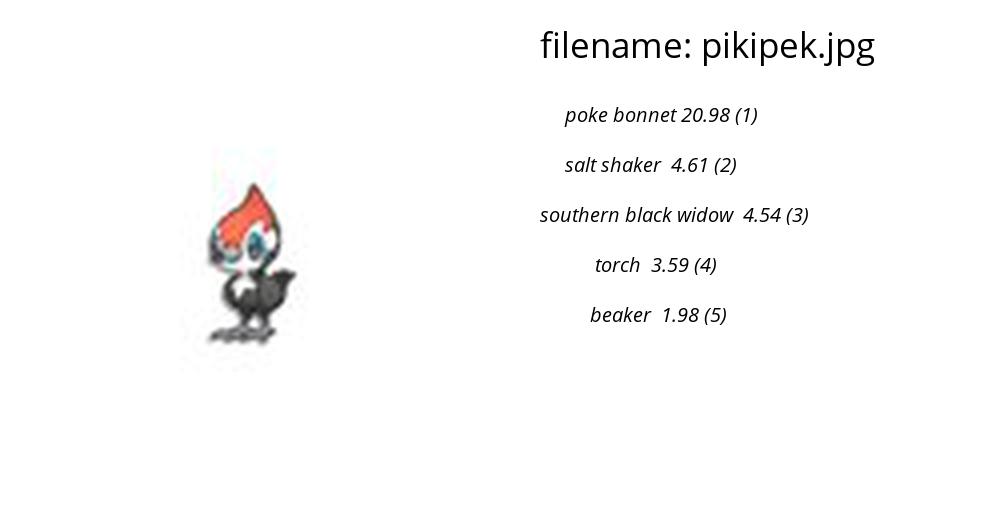 filename: pikipek.jpg
poke bonnet 20.98 (1)
salt shaker 4.61 (2)
southern black widow 4.54 (3)
torch 3.59 (4)
beaker 1.98 (5)